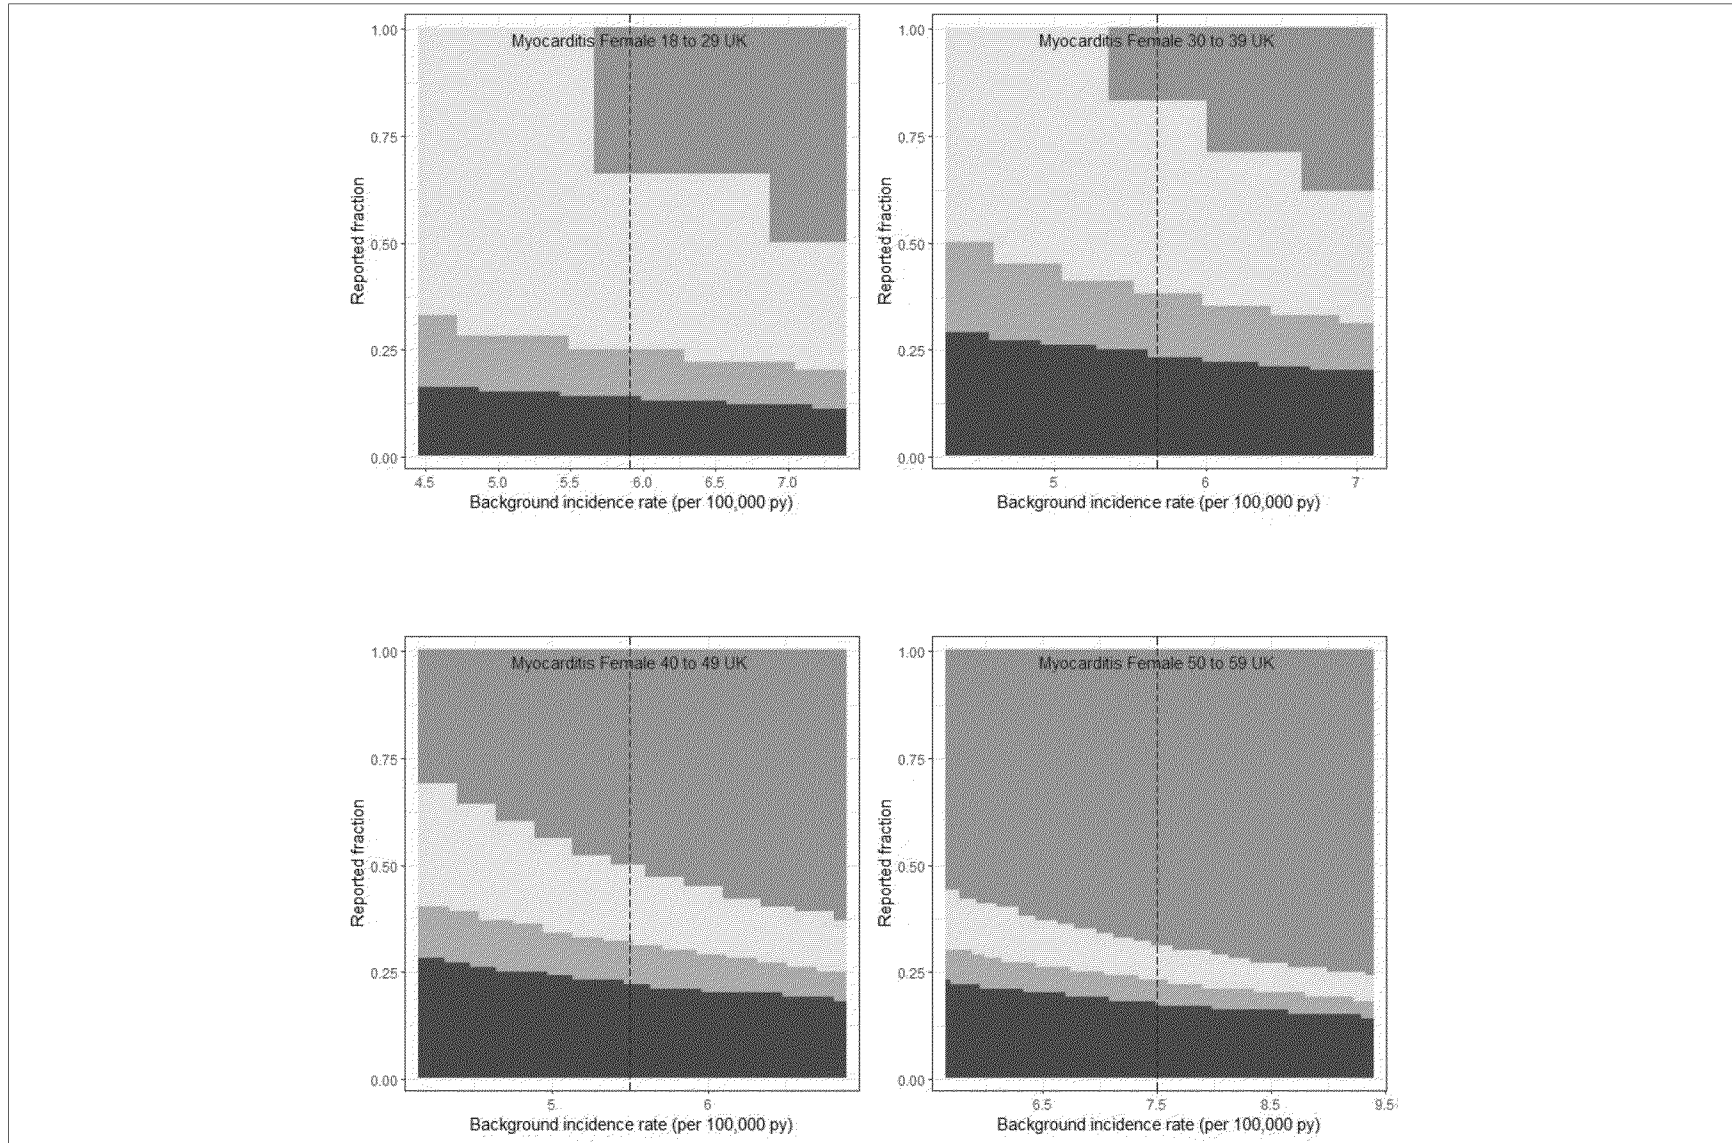 Myocarditis Female 18 to 29 UK
1.00
0.75
0.50
0.25
0.00
Reported fraction
4.5 5.0 5.5 6.0 6.5 7.0
Background incidence rate (per 100,000 py)
Myocarditis Female 30 to 39 UK
1.00
0.75
0.50
0.25
0.00
Reported fraction
5 6 7
Background incidence rate (per 100,000 py)
Myocarditis Female 40 to 49 UK
1.00
0.75
0.50
0.25
0.00
Reported fraction
5 6
Background incidence rate (per 100,000 py)
Myocarditis Female 50 to 59 UK
1.00
0.75
0.50
0.25
0.00
Reported fraction
6.5 7.5 8.5 9.5
Background incidence rate (per 100,000 py)